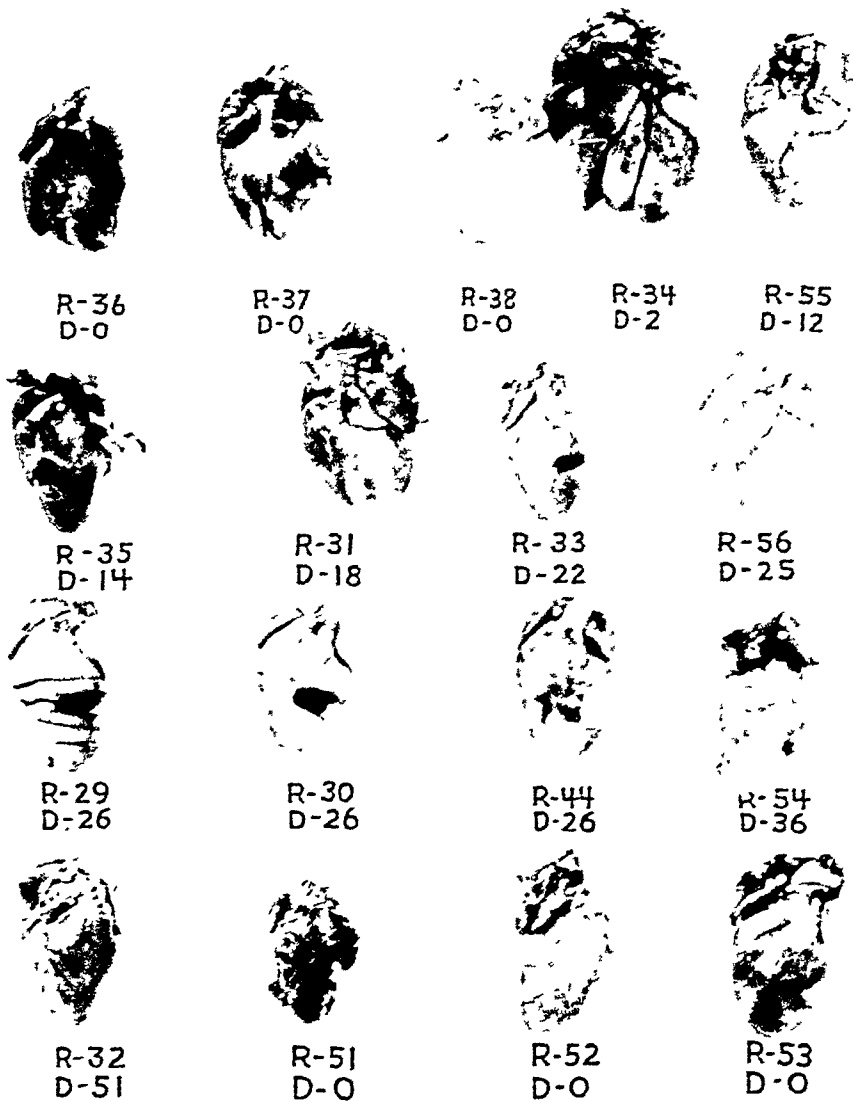 R-36 R-37 R-38 R-34 R-55
D-0 D-0 D-0 D-2 D-12
R-35 R-31 R-33 R-56
D-14 D-18 D-22 D-25
R-29 R-30 R-44 R-54
D-26 D-26 D-26 D-36
R-32 R-51 R-52 R-53
D-51 D-0 D-0 D-0